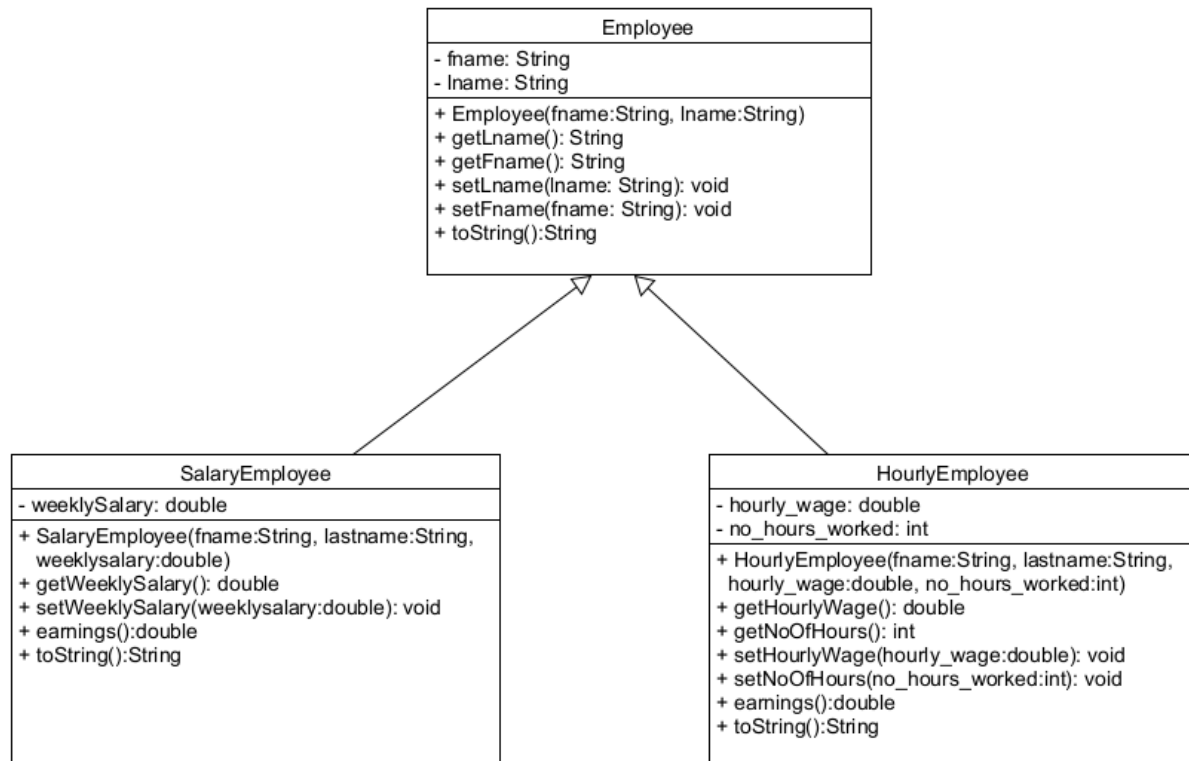 Employee
- fname: String
- lname: String
+ Employee(fname:String, lname:String)
+ getLname(): String
+ getFname(): String
+ setLname(lname: String): void
+ setFname(fname: String): void
+ toString():String
SalaryEmployee
- weeklySalary: double
+ SalaryEmployee(fname:String, lastname:String,
weeklysalary:double)
+ getWeeklySalary(): double
+ setWeeklySalary(weeklysalary:double): void
+ earnings():double
+ toString():String
HourlyEmployee
- hourly_wage: double
- no_hours_worked: int
+ HourlyEmployee(fname:String, lastname:String,
hourly_wage:double, no_hours_worked:int)
+ getHourlyWage(): double
+ getNoOfHours(): int
+ setHourlyWage(hourly_wage:double): void
+ setNoOfHours(no_hours_worked:int): void
+ earnings():double
+ toString():String